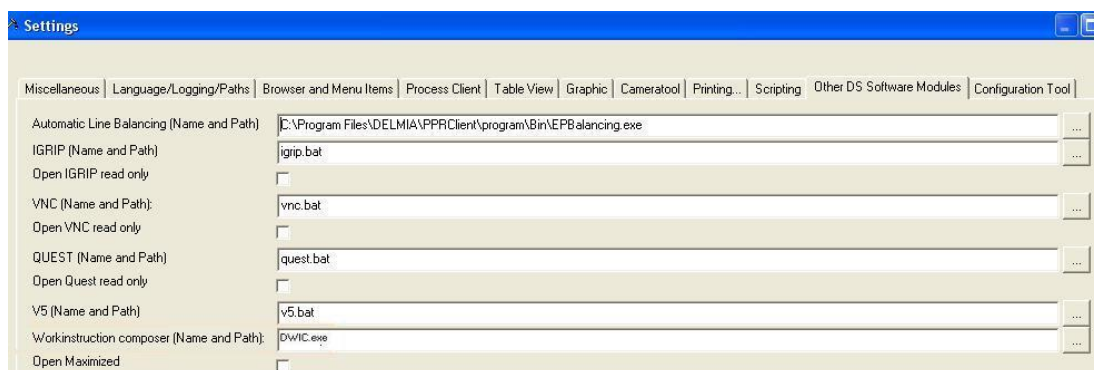 Settings
Miscellaneous Language/Logging/Paths Browser and Menu Items Process Client Table View Graphic Cameratool Printing... Scripting Other DS Software Modules Configuration Tool
Automatic Line Balancing (Name and Path) C:\Program Files\DELMIA\PPRClient\program\Bin\EPBalancing.exe ...
IGRIP (Name and Path) igrip.bat ...
Open IGRIP read only
VNC (Name and Path): vnc.bat ...
Open VNC read only
QUEST (Name and Path) quest.bat ...
Open Quest read only
V5 (Name and Path) v5.bat ...
Workinstruction composer (Name and Path): DWIC.exe ...
Open Maximized